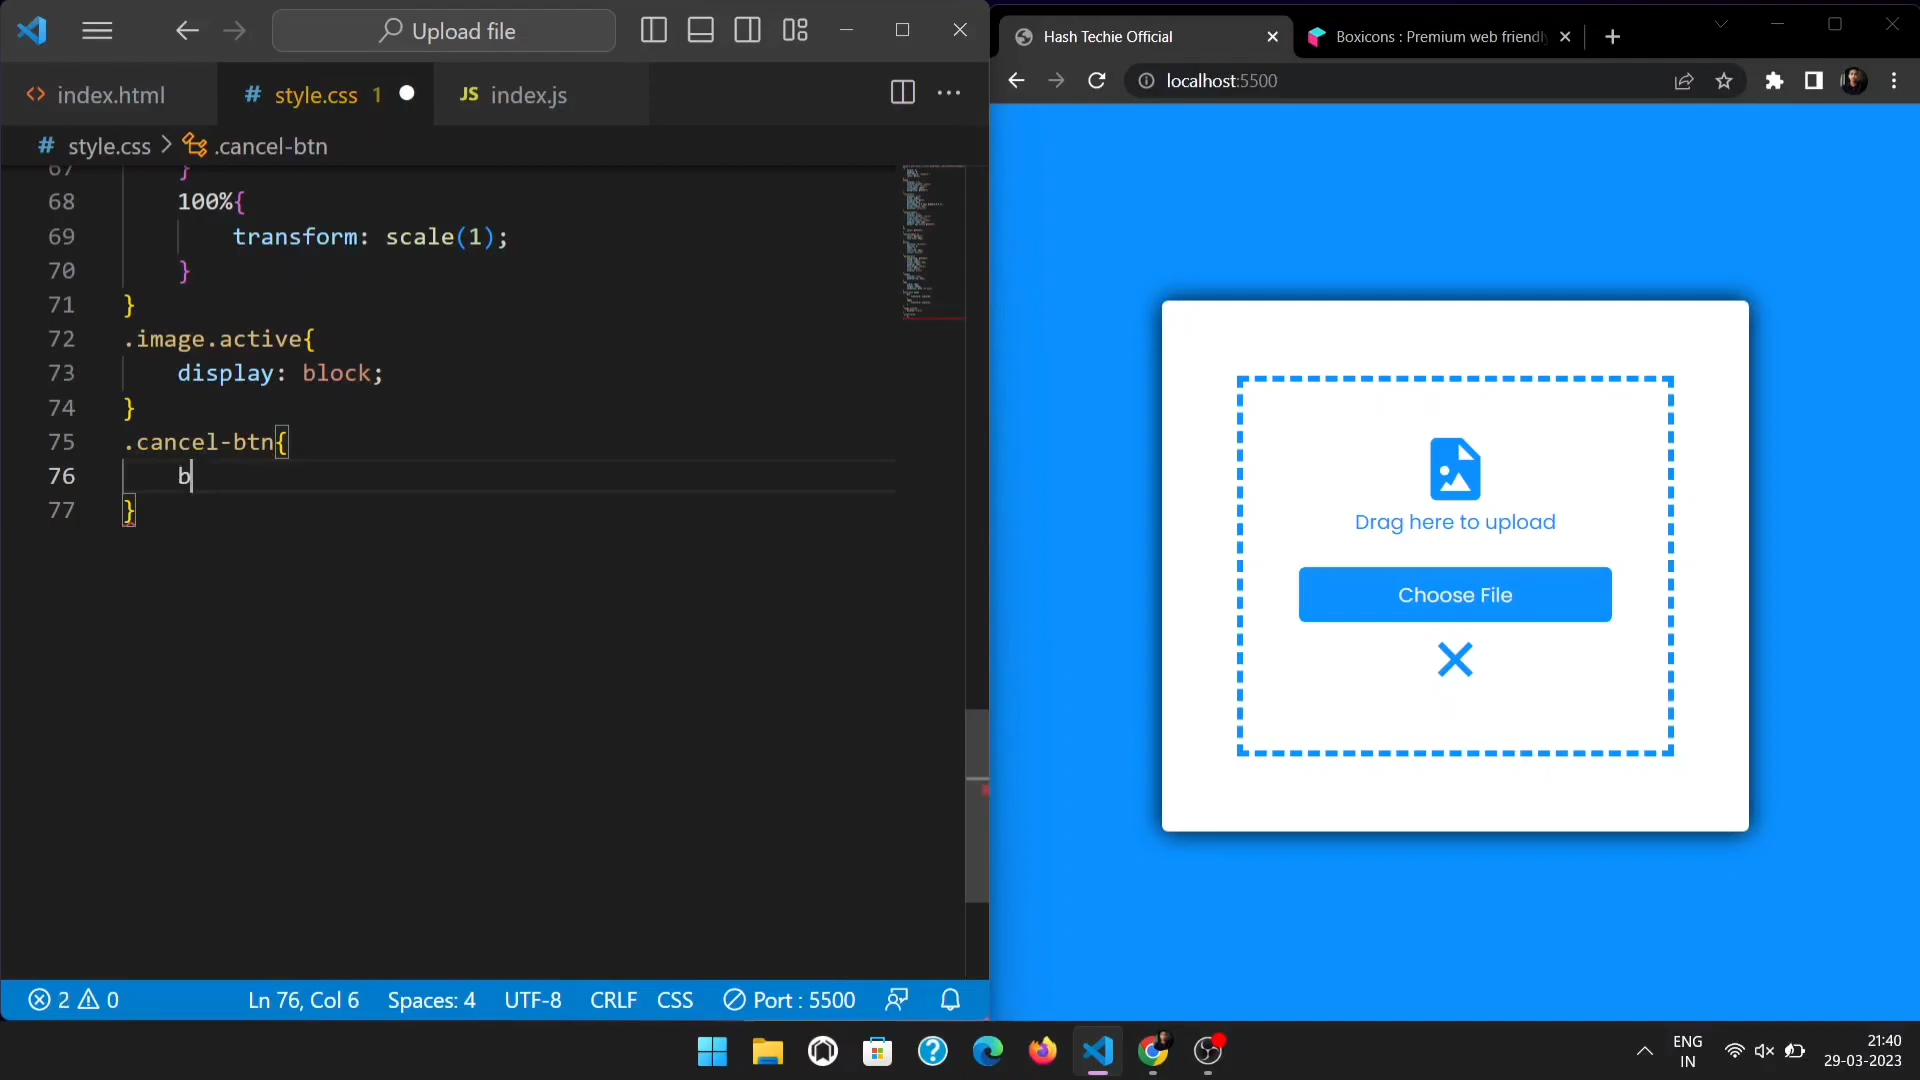 Upload file
index.html
# style.css 1
JS index.js
# style.css > .cancel-btn
67 }
68 100%{
69 transform: scale(1);
70 }
71 }
72 .image.active{
73 display: block;
74 }
75 .cancel-btn{
76 b
77 }
2 0 Ln 76, Col 6 Spaces: 4 UTF-8 CRLF CSS Port : 5500
Hash Techie Official
Boxicons : Premium web friendl
localhost:5500
Drag here to upload
Choose File
ENG
IN
21:40
29-03-2023